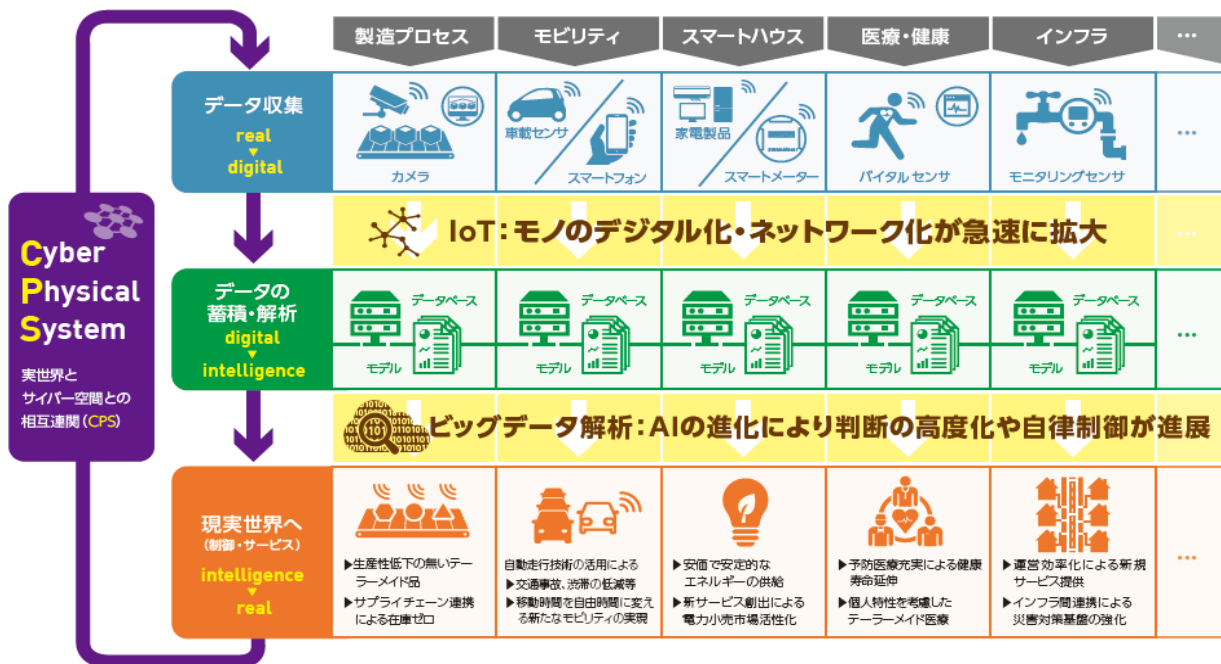 製造プロセス
モビリティ
スマートハウス
医療・健康
インフラ
…
Cyber
Physical
System
実世界と
サイバー空間との
相互連関(CPS)
データ収集
real
▼
digital
カメラ
車載センサ
スマートフォン
家電製品
スマートメーター
バイタルセンサ
モニタリングセンサ
…
IoT:モノのデジタル化・ネットワーク化が急速に拡大
…
データの
蓄積・解析
digital
▼
intelligence
データベース
モデル
データベース
モデル
データベース
モデル
データベース
モデル
データベース
モデル
…
ビッグデータ解析:AIの進化により判断の高度化や自律制御が進展
現実世界へ
(制御・サービス)
intelligence
▼
real
▶生産性低下の無いテー
ラーメイド品
▶サプライチェーン連携
による在庫ゼロ
自動走行技術の活用による
▶交通事故、渋滞の低減等
▶移動時間を自由時間に変え
る新たなモビリティの実現
▶安価で安定的な
エネルギーの供給
▶新サービス創出による
電力小売市場活性化
▶予防医療充実による健康
寿命延伸
▶個人特性を考慮した
テーラーメイド医療
▶運営効率化による新規
サービス提供
▶インフラ間連携による
災害対策基盤の強化
…